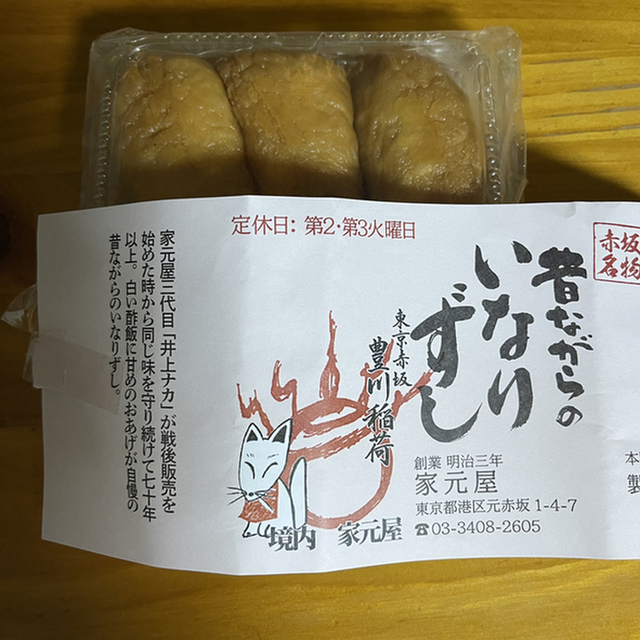 定休日: 第2・第3火曜日
赤坂
名物
昔ながらの
いなりずし
東京赤坂
豊川稲荷
境内 家元屋
創業 明治三年
家元屋
東京都港区元赤坂 1-4-7
☎03-3408-2605
家元屋三代目「井上ナカ」が戦後販売を
始めた時から同じ味を守り続けて七十年
以上。白い酢飯に甘めのおあげが自慢の
昔ながらのいなりずし。
本
製